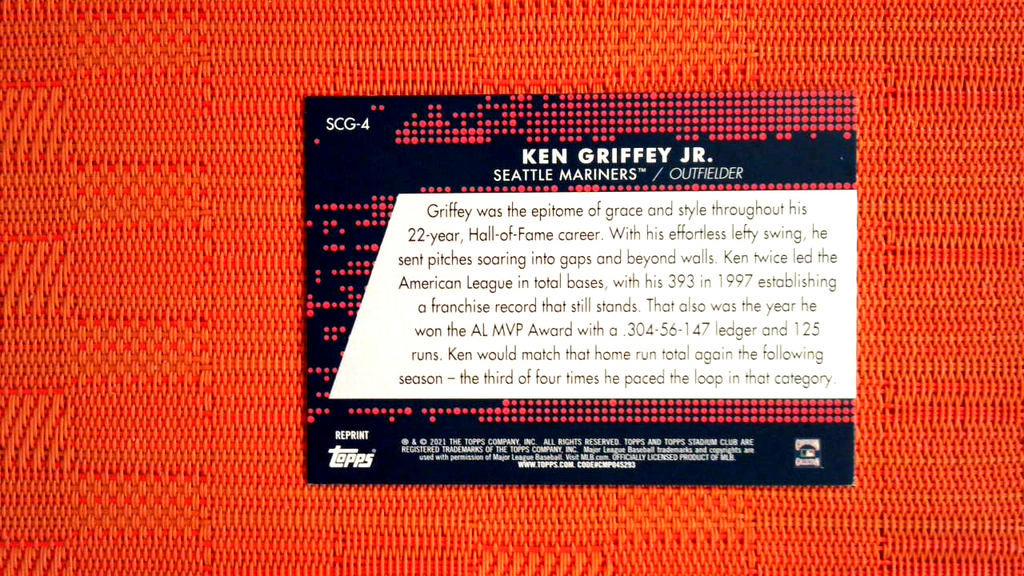 SCG-4
KEN GRIFFEY JR.
SEATTLE MARINERS™ / OUTFIELDER
Griffey was the epitome of grace and style throughout his
22-year, Hall-of-Fame career. With his effortless lefty swing, he
sent pitches soaring into gaps and beyond walls. Ken twice led the
American League in total bases, with his 393 in 1997 establishing
a franchise record that still stands. That also was the year he
won the AL MVP Award with a .304-56-147 ledger and 125
runs. Ken would match that home run total again the following
season – the third of four times he paced the loop in that category.
REPRINT
Topps®
® & © 2021 THE TOPPS COMPANY, INC. ALL RIGHTS RESERVED. TOPPS AND TOPPS STADIUM CLUB ARE
REGISTERED TRADEMARKS OF THE TOPPS COMPANY, INC. Major League Baseball trademarks and copyrights are
used with permission of Major League Baseball. Visit MLB.com. OFFICIALLY LICENSED PRODUCT OF MLB.
WWW.TOPPS.COM. CODE#CMP045293